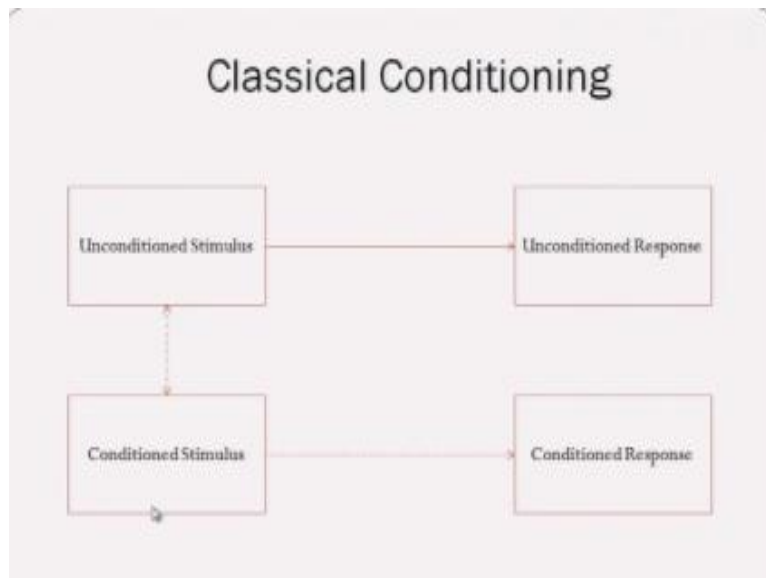 Classical Conditioning
Unconditioned Stimulus
Unconditioned Response
Conditioned Stimulus
Conditioned Response